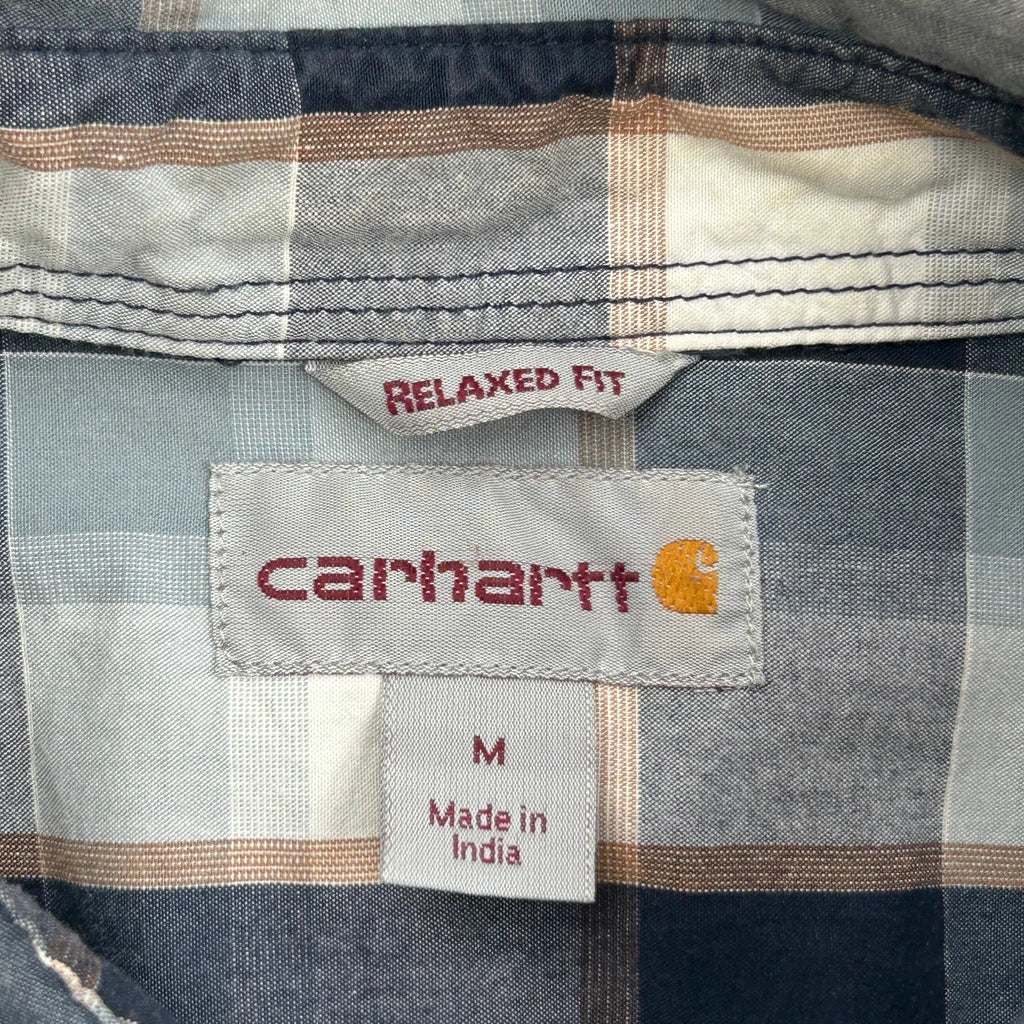 RELAXED FIT
carhartt
M
Made in
India